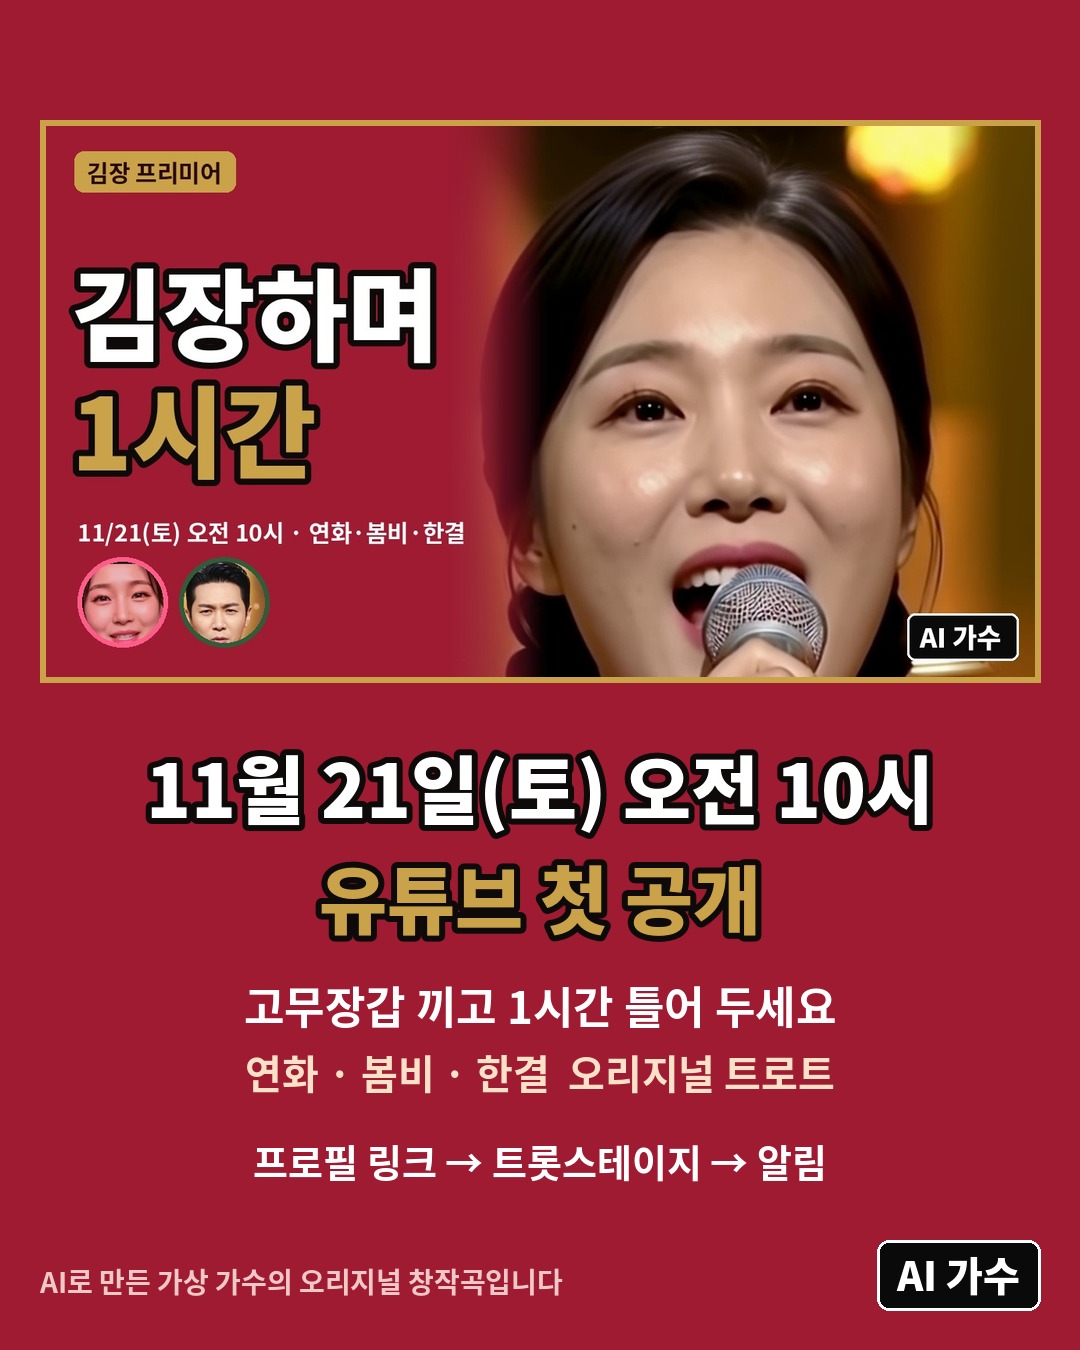 김장 프리미어
김장하며
1시간
11/21(토) 오전 10시 · 연화·봄비·한결
AI 가수
11월 21일(토) 오전 10시
유튜브 첫 공개
고무장갑 끼고 1시간 틀어 두세요
연화 · 봄비 · 한결 오리지널 트로트
프로필 링크 → 트롯스테이지 → 알림
AI로 만든 가상 가수의 오리지널 창작곡입니다
AI 가수